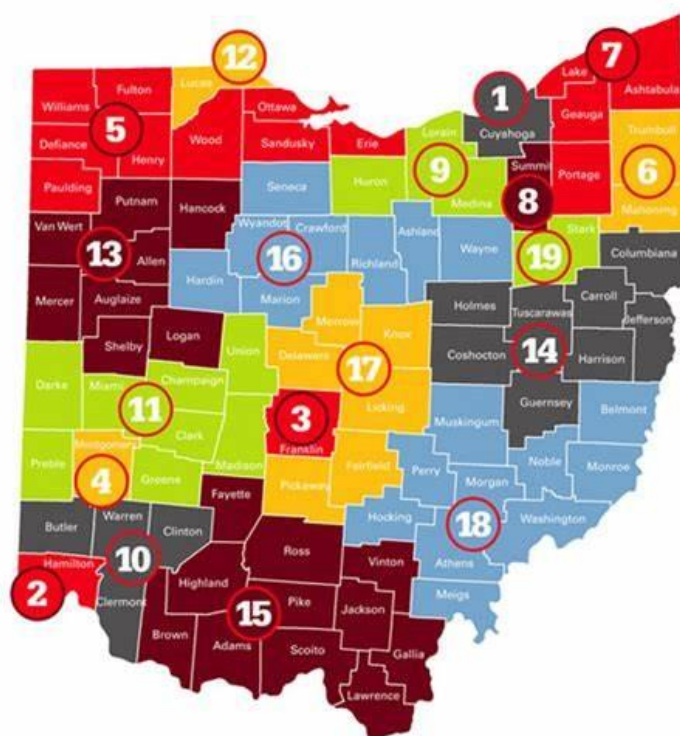 12
7
1
Lake
Ashtabula
Lucas
Fulton
Williams
Ottawa
Geauga
5
Cuyahoga
Trumbull
Defiance
Wood
Sandusky
Erie
Lorain
Henry
Summit
Portage
6
9
Huron
Medina
8
Paulding
Seneca
Mahoning
Putnam
Hancock
Van Wert
Wyandot
Crawford
Ashland
Wayne
Stark
13
Allen
16
Richland
19
Columbiana
Hardin
Mercer
Auglaize
Marion
Holmes
Tuscarawas
Carroll
Jefferson
Morrow
Knox
Shelby
Logan
Union
Delaware
17
Coshocton
14
Harrison
Darke
Miami
Champaign
11
Licking
Guernsey
Belmont
Clark
3
Muskingum
Montgomery
Franklin
Preble
4
Greene
Madison
Fairfield
Perry
Noble
Monroe
Pickaway
Morgan
Fayette
Butler
Warren
Clinton
Hocking
18
Washington
10
Ross
Hamilton
Athens
Vinton
2
Clermont
Highland
15
Pike
Jackson
Meigs
Brown
Adams
Scoito
Gallia
Lawrence